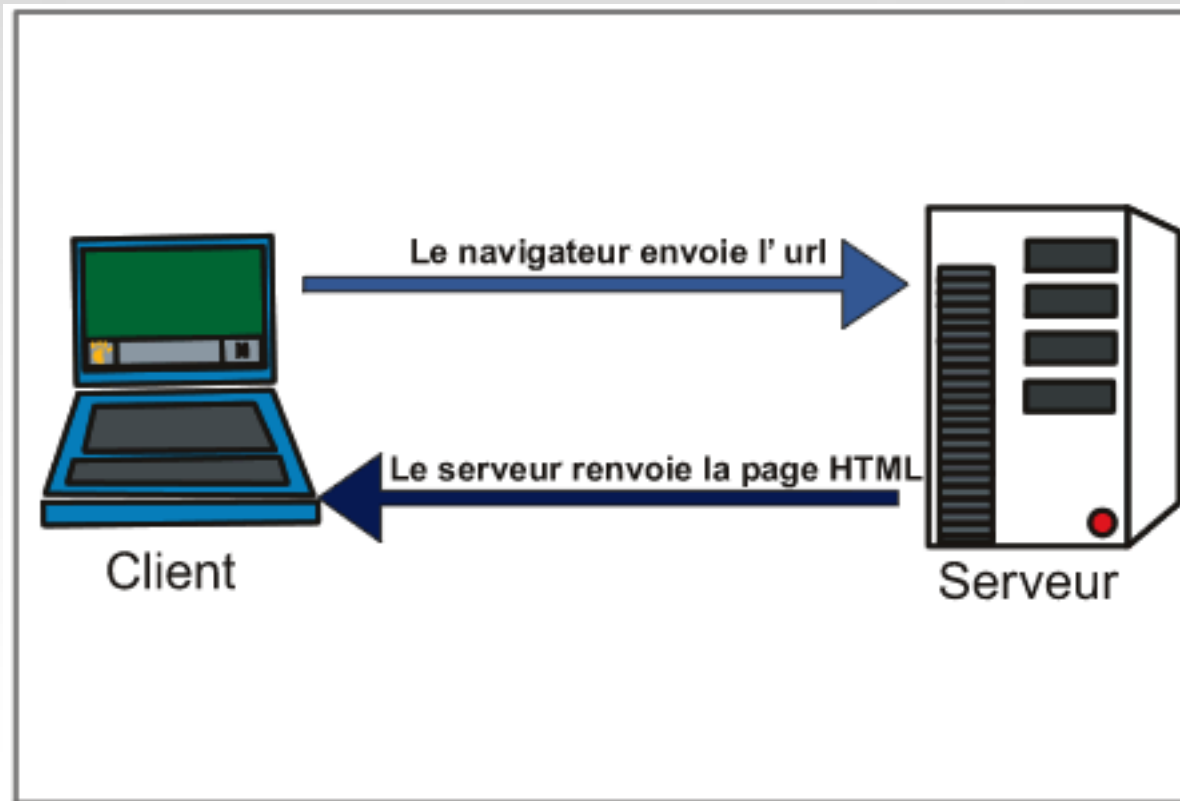 Le navigateur envoie l' url
Le serveur renvoie la page HTML
Client
Serveur